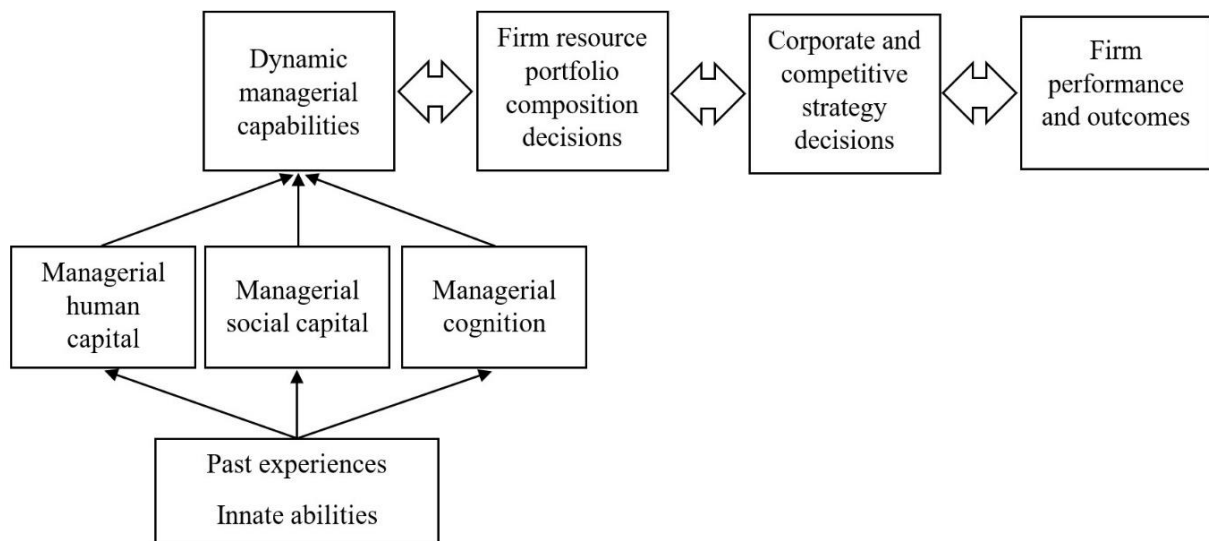 Dynamic
managerial
capabilities
Firm resource
portfolio
composition
decisions
Corporate and
competitive
strategy
decisions
Firm
performance
and outcomes
Managerial
human
capital
Managerial
social capital
Managerial
cognition
Past experiences
Innate abilities